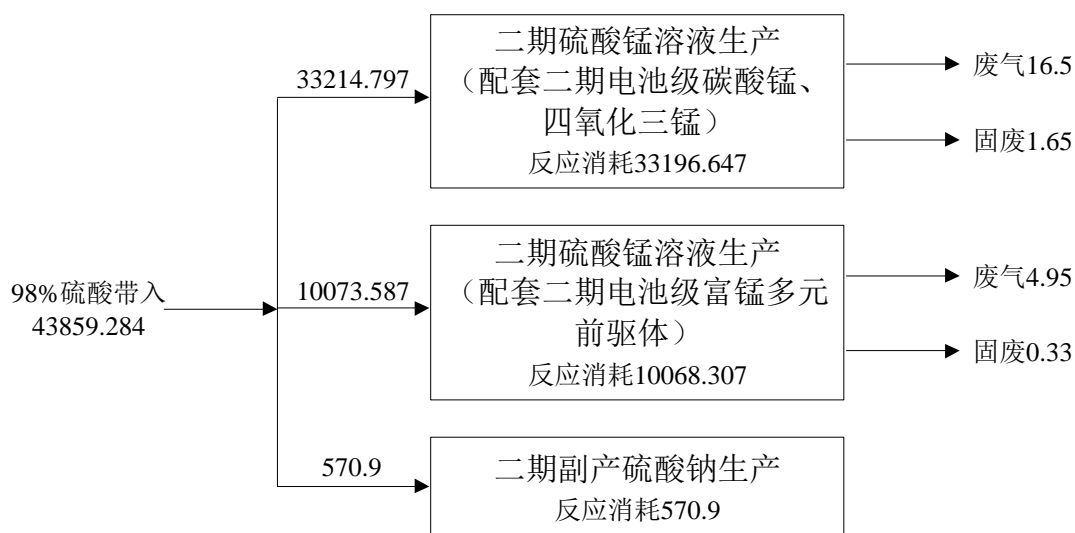 33214.797
二期硫酸锰溶液生产
（配套二期电池级碳酸锰、
四氧化三锰）
反应消耗33196.647
废气16.5
固废1.65
98%硫酸带入
43859.284
10073.587
二期硫酸锰溶液生产
（配套二期电池级富锰多元
前驱体）
反应消耗10068.307
废气4.95
固废0.33
570.9
二期副产硫酸钠生产
反应消耗570.9